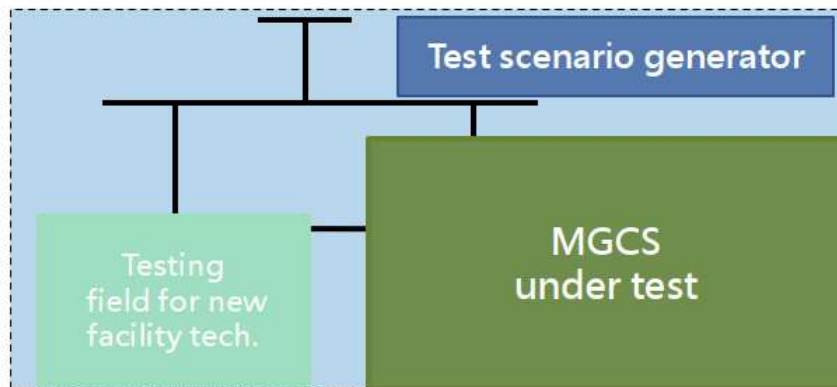 Test scenario generator
MGCS
under test
Testing
field for new
facility tech.